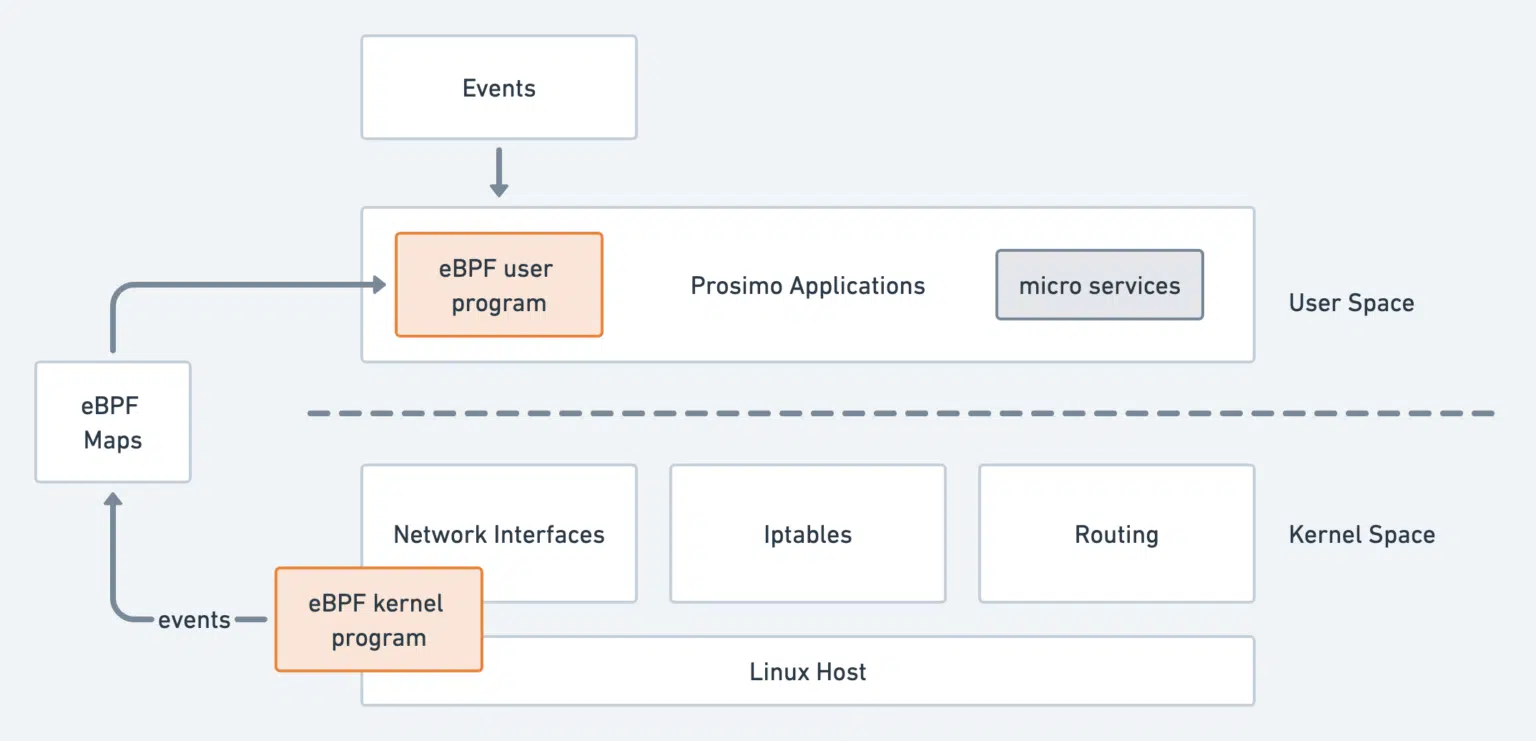 Events
eBPF user
program
Prosimo Applications
micro services
User Space
eBPF
Maps
Network Interfaces
Iptables
Routing
Kernel Space
eBPF kernel
program
events
Linux Host